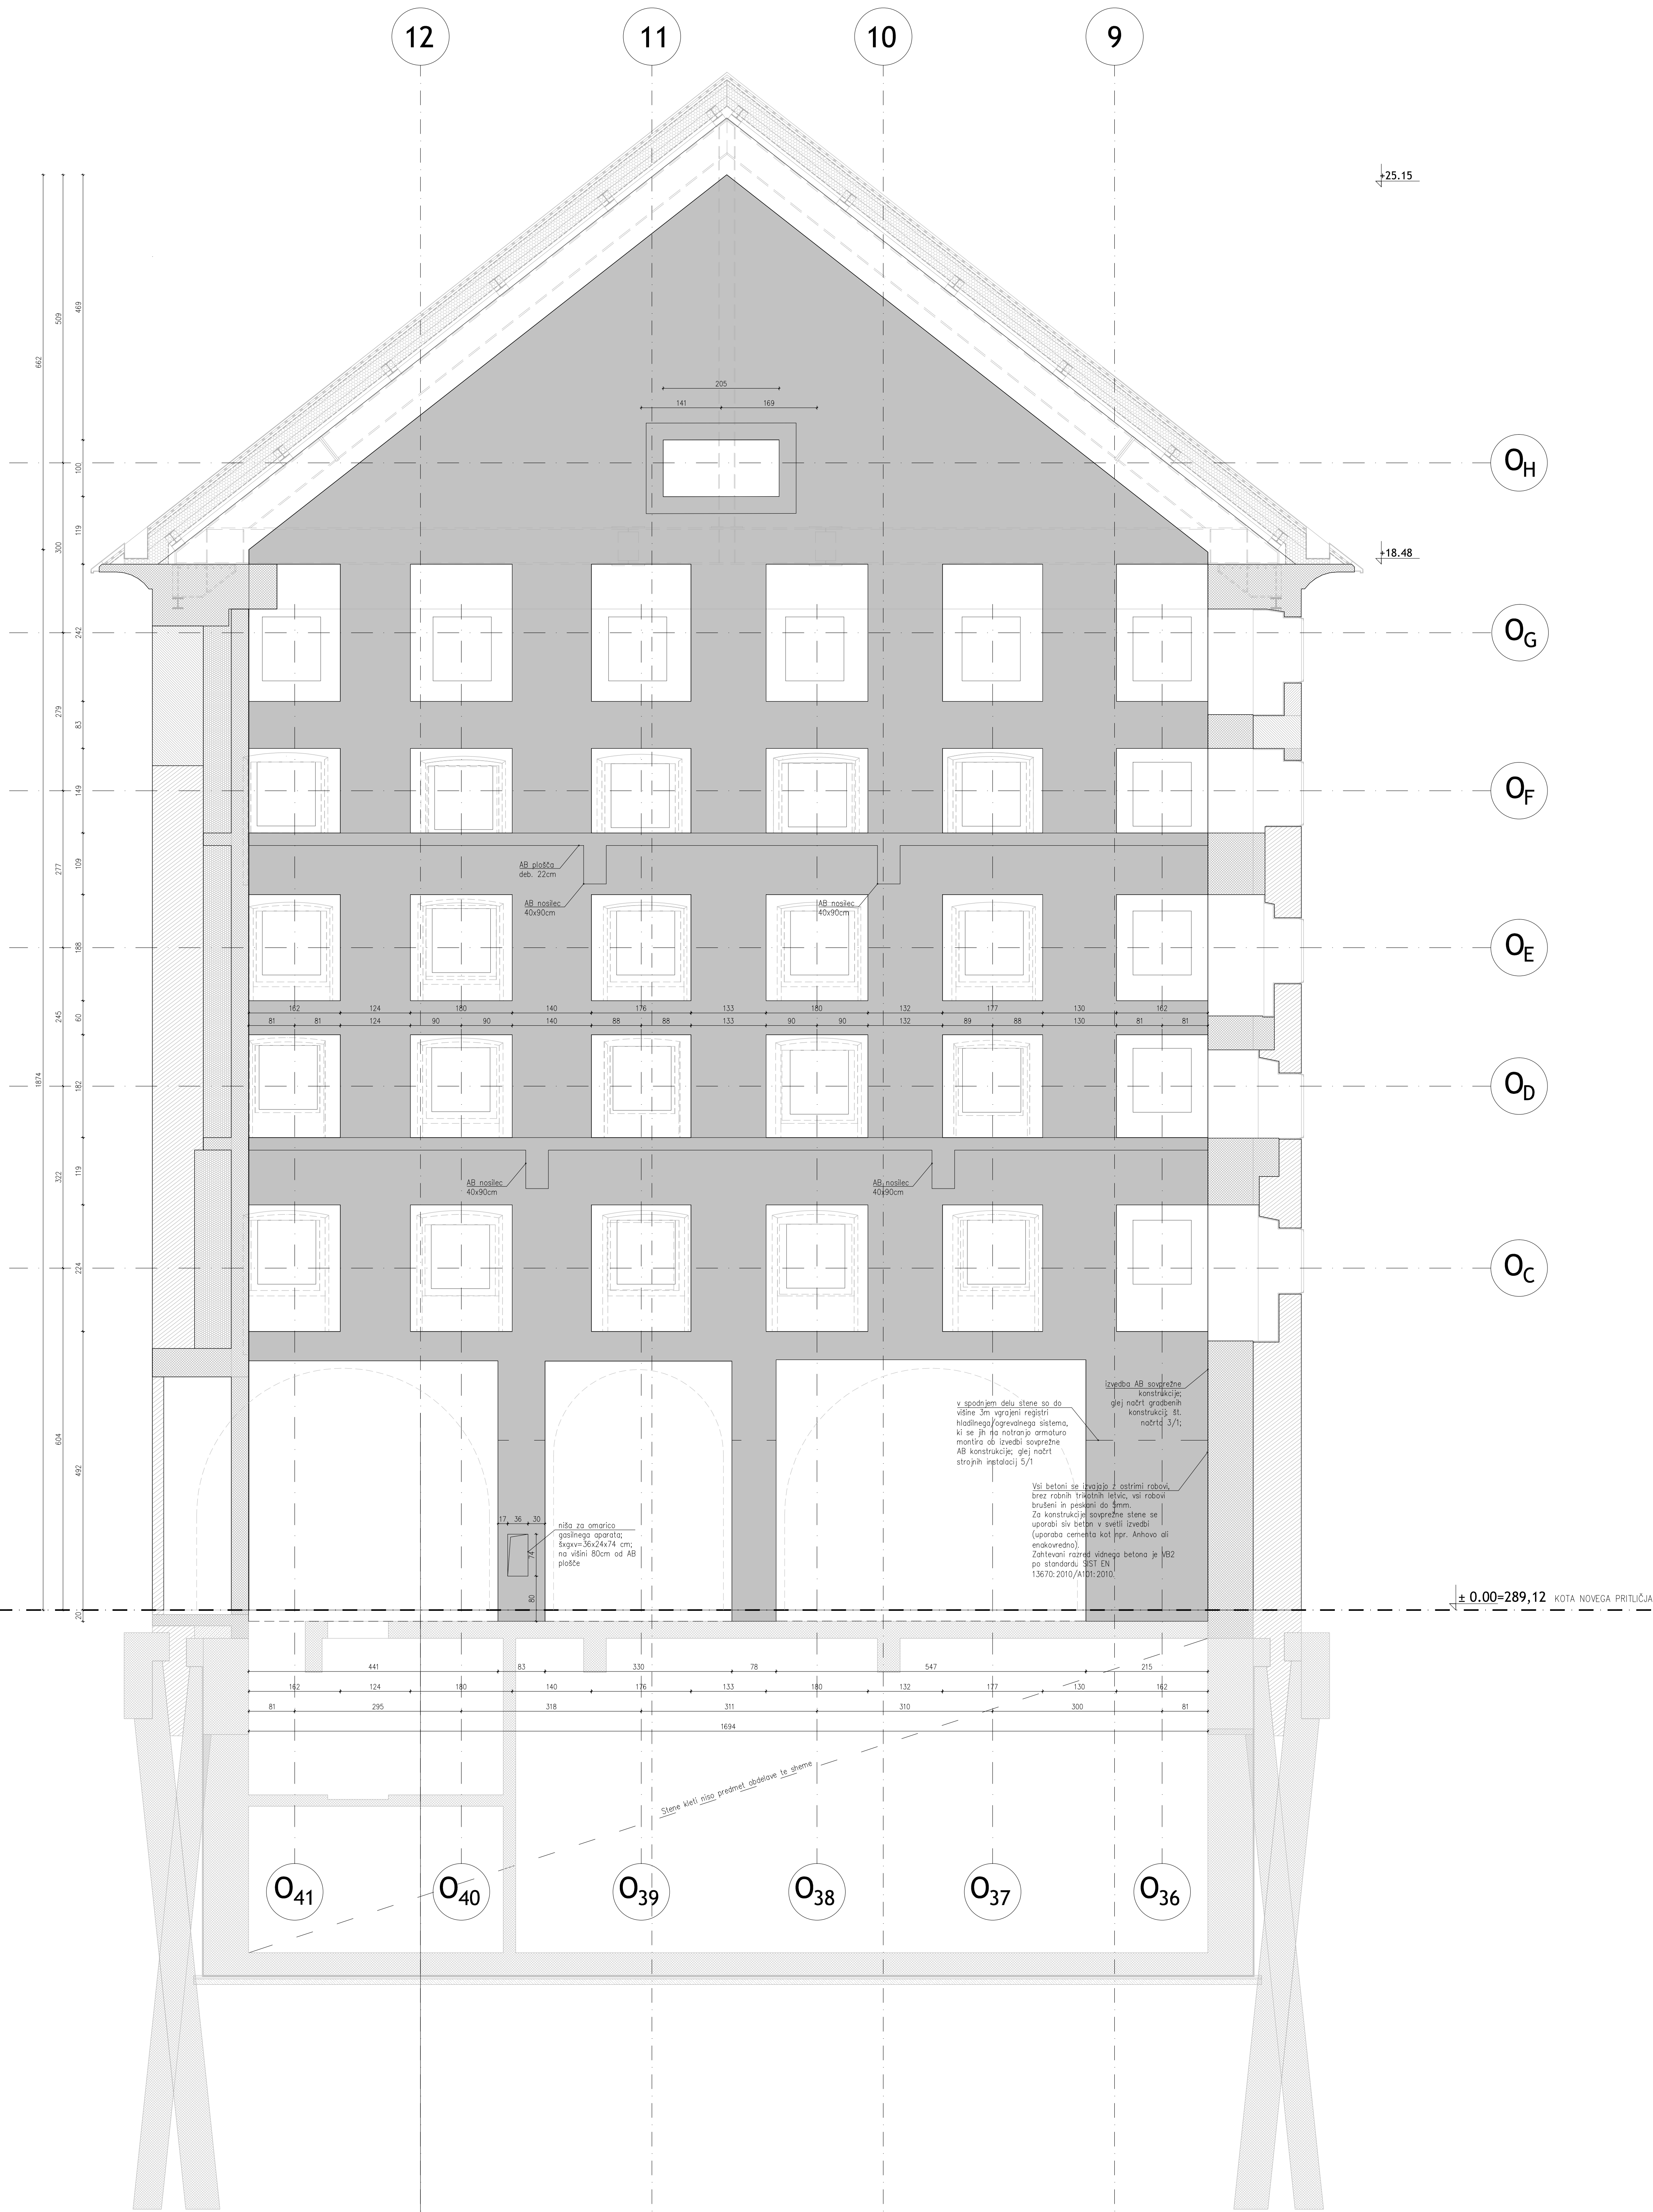 12
11
10
9
+25.15
509
469
662
205
141
169
100
OH
119
300
+18.48
242
OG
279
83
149
OF
277
109
AB plošča
deb. 22cm
AB nosilec
40x90cm
AB nosilec
40x90cm
188
OE
162 124 180 140 176 133 180 132 177 130 162
245
60
81 81 124 90 90 140 88 88 133 90 90 132 89 88 130 81 81
1874
182
OD
322
119
AB nosilec
40x90cm
AB nosilec
40x90cm
224
OC
izvedba AB sovprežne
konstrukcije;
glej načrt gradbenih
konstrukcij; št.
načrta 3/1;
v spodnjem delu stene so do
višine 3m vgrajeni registri
hladilnega/ogrevalnega sistema,
ki se jih na notranjo armaturo
montira ob izvedbi sovprežne
AB konstrukcije; glej načrt
strojnih instalacij 5/1
604
492
Vsi betoni se izvajajo z ostrimi robovi,
brez robnih trikotnih letvic, vsi robovi
brušeni in peskani do 5mm.
Za konstrukcije sovprežne stene se
uporabi siv beton v svetli izvedbi
(uporaba cementa kot npr. Anhovo ali
enakovredno).
Zahtevani razred vidnega betona je VB2
po standardu SIST EN
13670:2010/A101:2010.
17 36 30
niša za omarico
gasilnega aparata;
šxgxv=36x24x74 cm;
na višini 80cm od AB
plošče
74
80
20
± 0.00=289,12 KOTA NOVEGA PRITLIČJA
441 83 330 78 547 215
162 124 180 140 176 133 180 132 177 130 162
81 295 318 311 310 300 81
1694
Stene kleti niso predmet obdelave te sheme
O41
O40
O39
O38
O37
O36